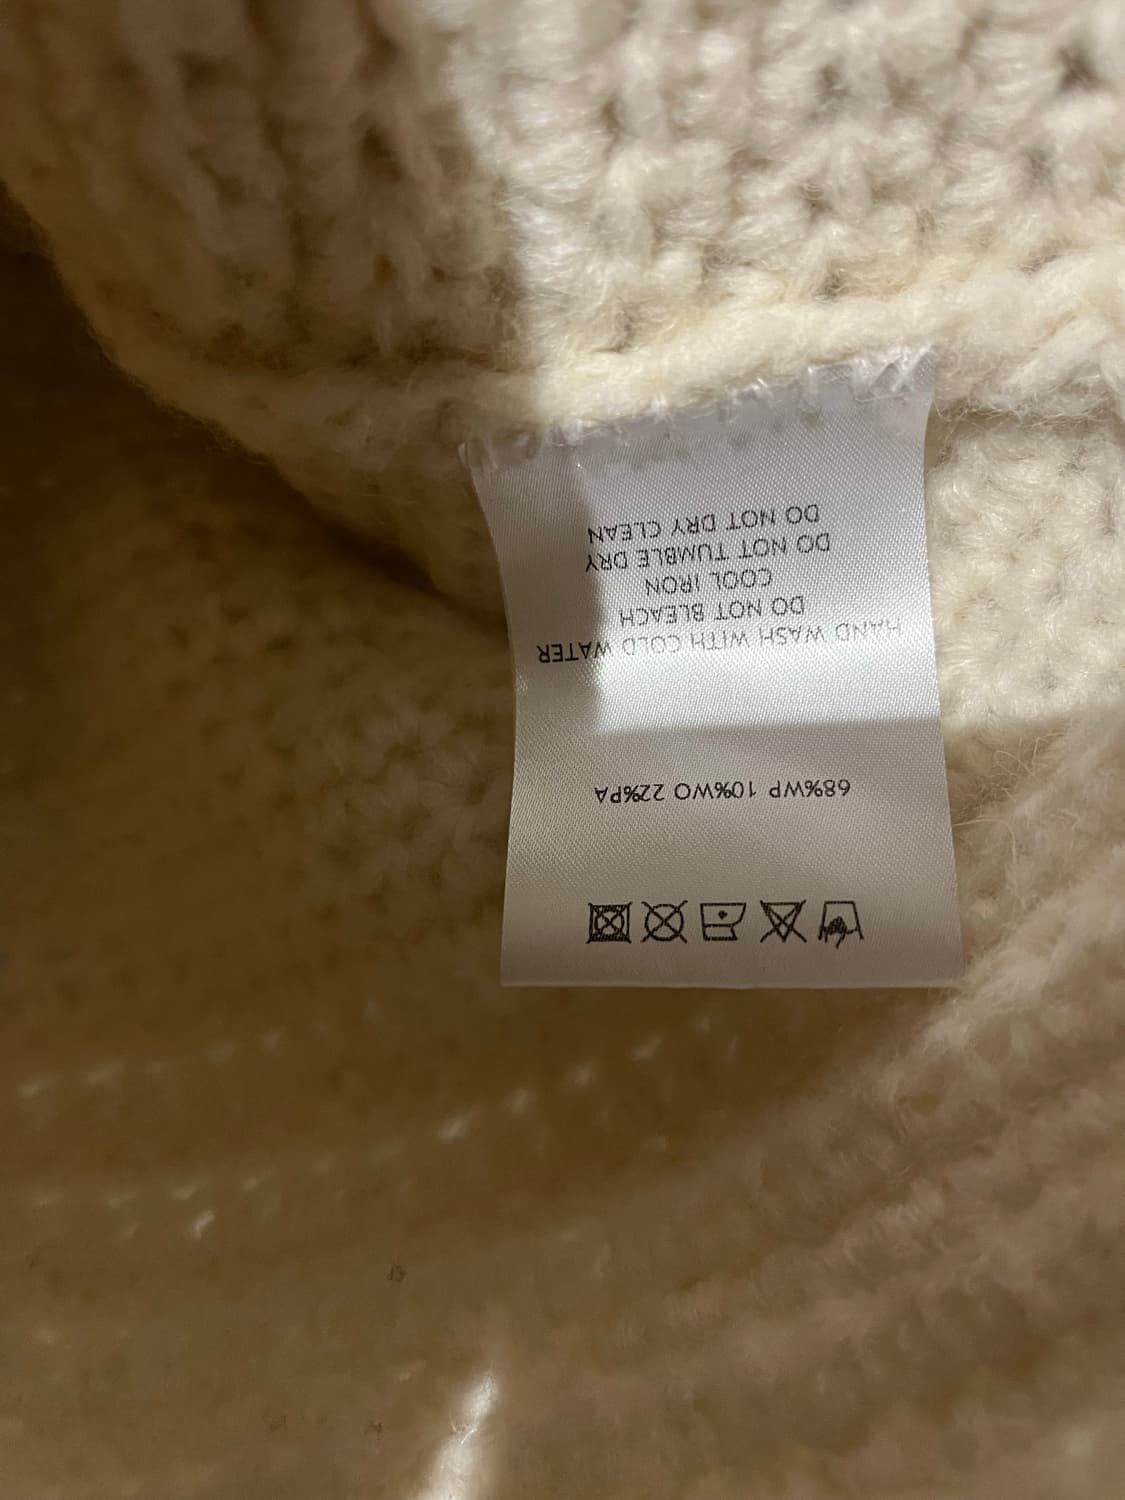 68%WP 10%WO 22%PA
HAND WASH WITH COLD WATER
DO NOT BLEACH
COOL IRON
DO NOT TUMBLE DRY
DO NOT DRY CLEAN